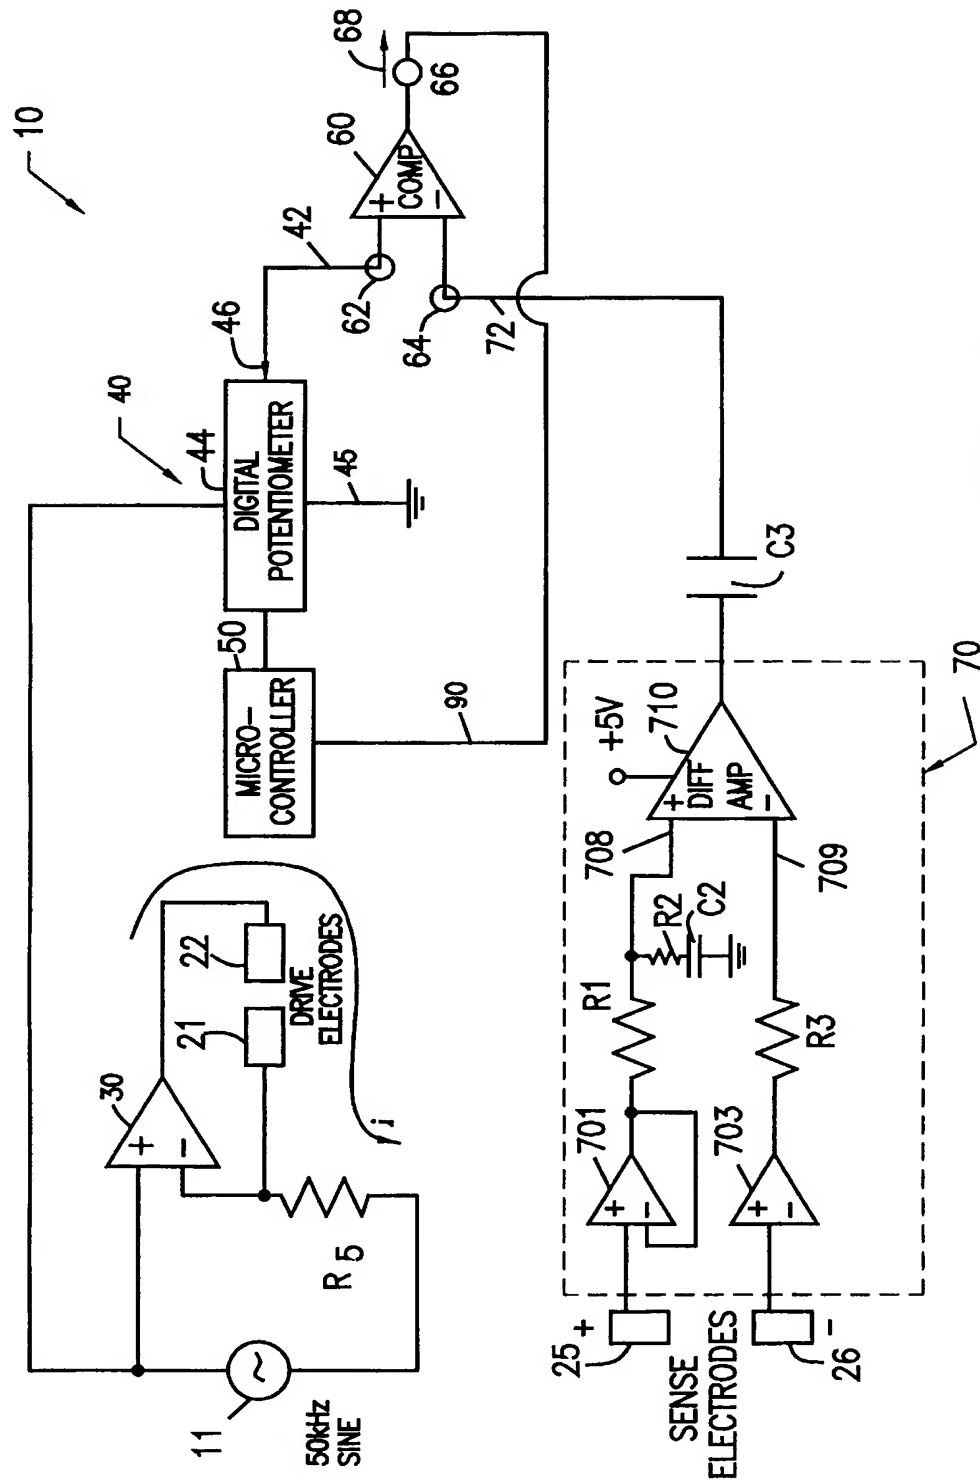 10
68
66
60
+
COMP
−
42
62
64
72
46
40
44
DIGITAL
POTENTIOMETER
45
50
MICRO-
CONTROLLER
90
30
+
−
22
21
DRIVE
ELECTRODES
i
R5
11
50kHz
SINE
C3
70
+5V
710
+
DIFF
AMP
−
708
709
R2
C2
R1
R3
701
+
−
703
+
−
25
+
SENSE
ELECTRODES
26
−